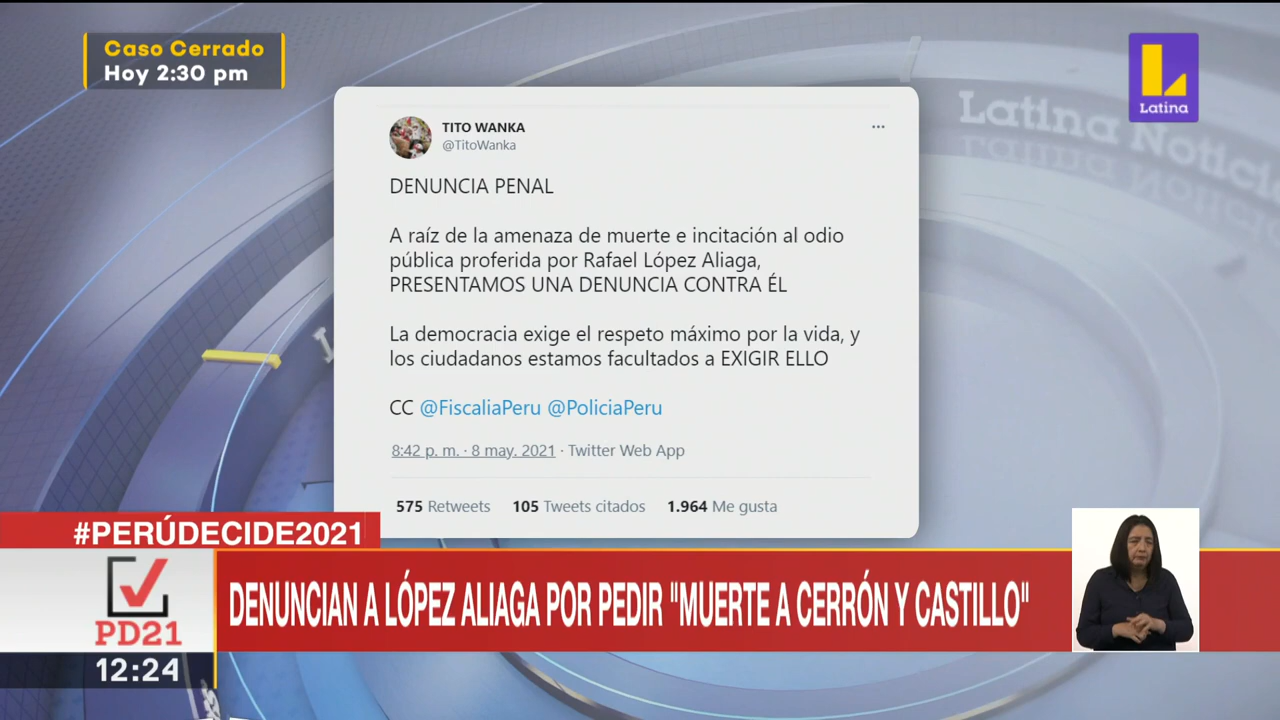 Caso Cerrado
Hoy 2:30 pm
Latina
Latina Noticia
TITO WANKA
@TitoWanka
DENUNCIA PENAL
A raíz de la amenaza de muerte e incitación al odio
pública proferida por Rafael López Aliaga,
PRESENTAMOS UNA DENUNCIA CONTRA ÉL
La democracia exige el respeto máximo por la vida, y
los ciudadanos estamos facultados a EXIGIR ELLO
CC @FiscaliaPeru @PoliciaPeru
8:42 p. m. · 8 may. 2021 · Twitter Web App
575 Retweets 105 Tweets citados 1.964 Me gusta
#PERÚDECIDE2021
PD21
DENUNCIAN A LÓPEZ ALIAGA POR PEDIR "MUERTE A CERRÓN Y CASTILLO"
12:24